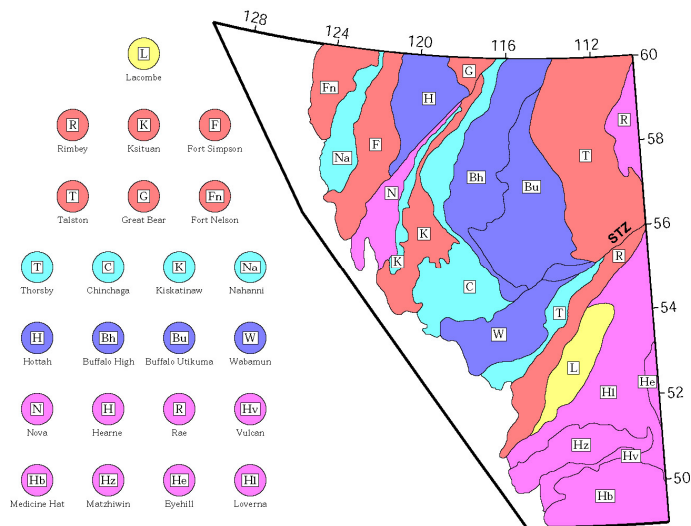 L
Lacombe
R K F
Rimbey Ksituan Fort Simpson
T G Fn
Talston Great Bear Fort Nelson
T C K Na
Thorsby Chinchaga Kiskatinaw Nahanni
H Bh Bu W
Hottah Buffalo High Buffalo Utikuma Wabamun
N H R Hv
Nova Hearne Rae Vulcan
Hb Hz He Hl
Medicine Hat Matzhiwin Eyehill Loverna
128 124 120 116 112 60
Fn H G
R 58
Na F T
N Bh Bu
K STZ 56
K C R
T 54
W
L Hl He 52
Hz Hv 50
Hb